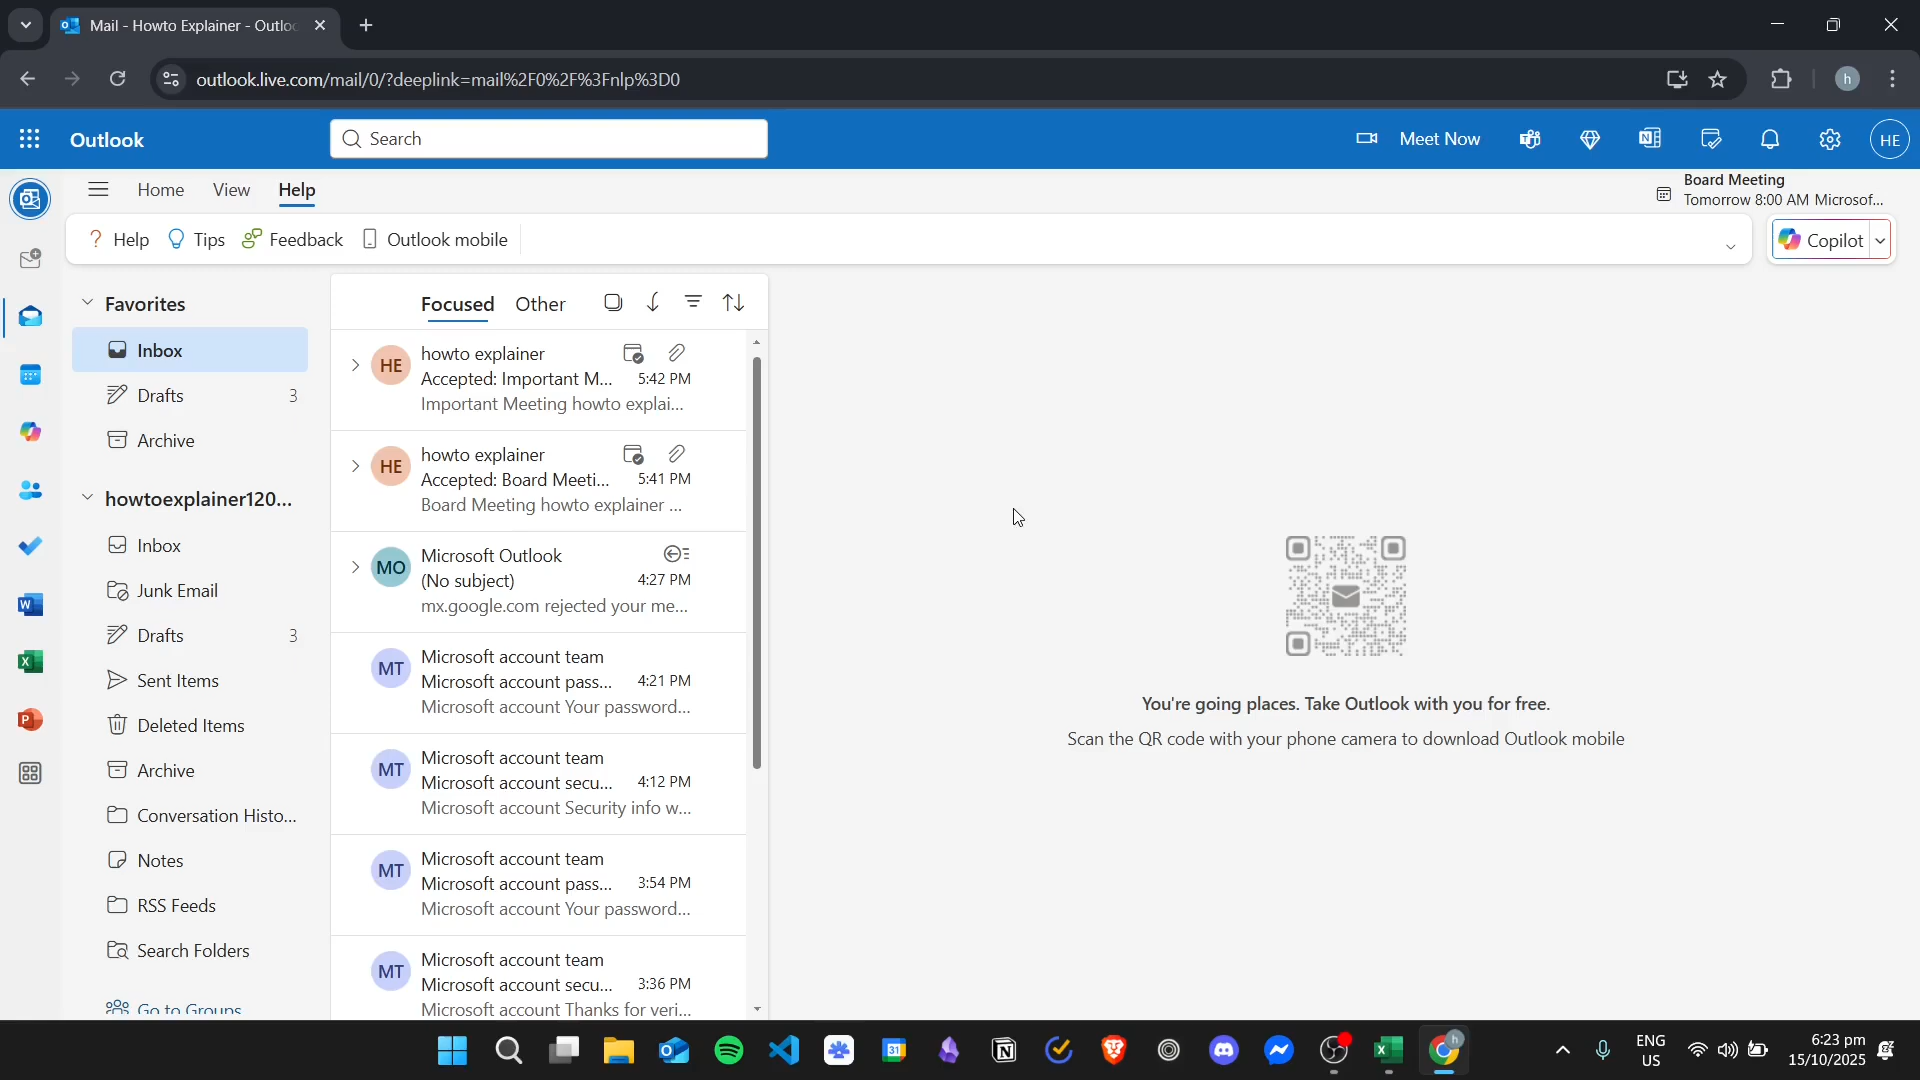 Mail - Howto Explainer - Outloo
outlook.live.com/mail/0/?deeplink=mail%2F0%2F%3Fnlp%3D0
h
Outlook
Search
Meet Now
HE
Home View Help
Board Meeting
Tomorrow 8:00 AM Microsof...
Help Tips Feedback Outlook mobile
Copilot
Favorites
Inbox
Drafts 3
Archive
howtoexplainer120...
Inbox
Junk Email
Drafts 3
Sent Items
Deleted Items
Archive
Conversation Histo...
Notes
RSS Feeds
Search Folders
Go to Groups
Focused Other
HE
howto explainer
Accepted: Important M... 5:42 PM
Important Meeting howto explai...
HE
howto explainer
Accepted: Board Meeti... 5:41 PM
Board Meeting howto explainer ...
MO
Microsoft Outlook
(No subject) 4:27 PM
mx.google.com rejected your me...
MT
Microsoft account team
Microsoft account pass... 4:21 PM
Microsoft account Your password...
MT
Microsoft account team
Microsoft account secu... 4:12 PM
Microsoft account Security info w...
MT
Microsoft account team
Microsoft account pass... 3:54 PM
Microsoft account Your password...
MT
Microsoft account team
Microsoft account secu... 3:36 PM
Microsoft account Thanks for veri...
You're going places. Take Outlook with you for free.
Scan the QR code with your phone camera to download Outlook mobile
31
h
ENG
US
6:23 pm
15/10/2025